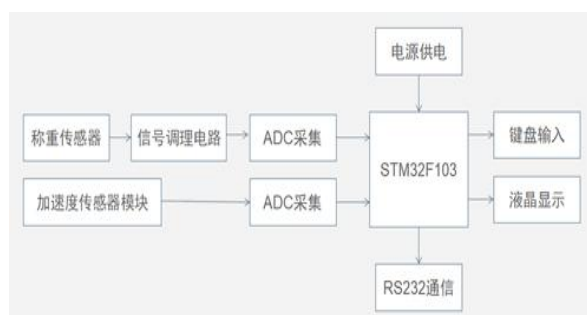 电源供电
称重传感器
信号调理电路
ADC采集
键盘输入
STM32F103
加速度传感器模块
ADC采集
液晶显示
RS232通信